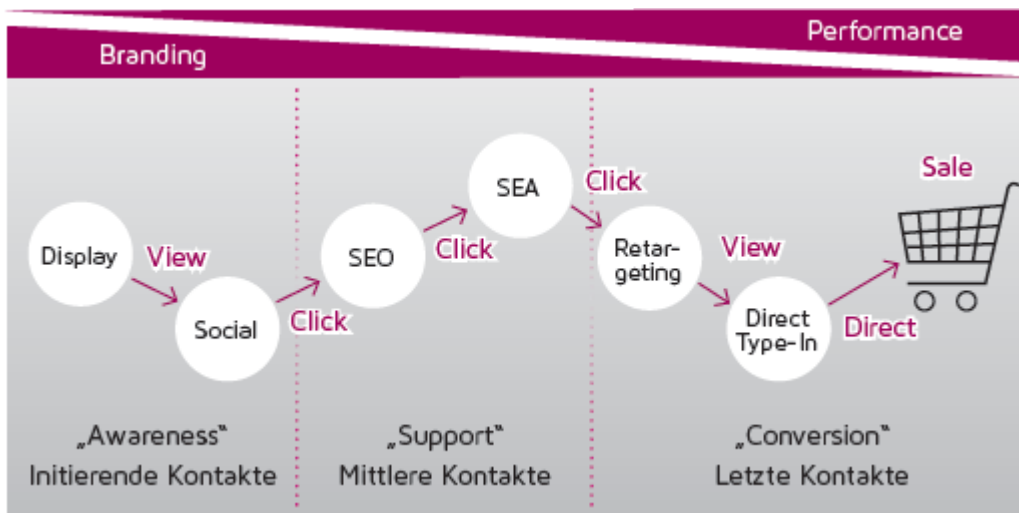 Performance
Branding
Display
View
Social
Click
SEO
Click
SEA
Click
Retar-
geting
View
Direct
Type-In
Direct
Sale
„Awareness“
Initierende Kontakte
„Support“
Mittlere Kontakte
„Conversion“
Letzte Kontakte